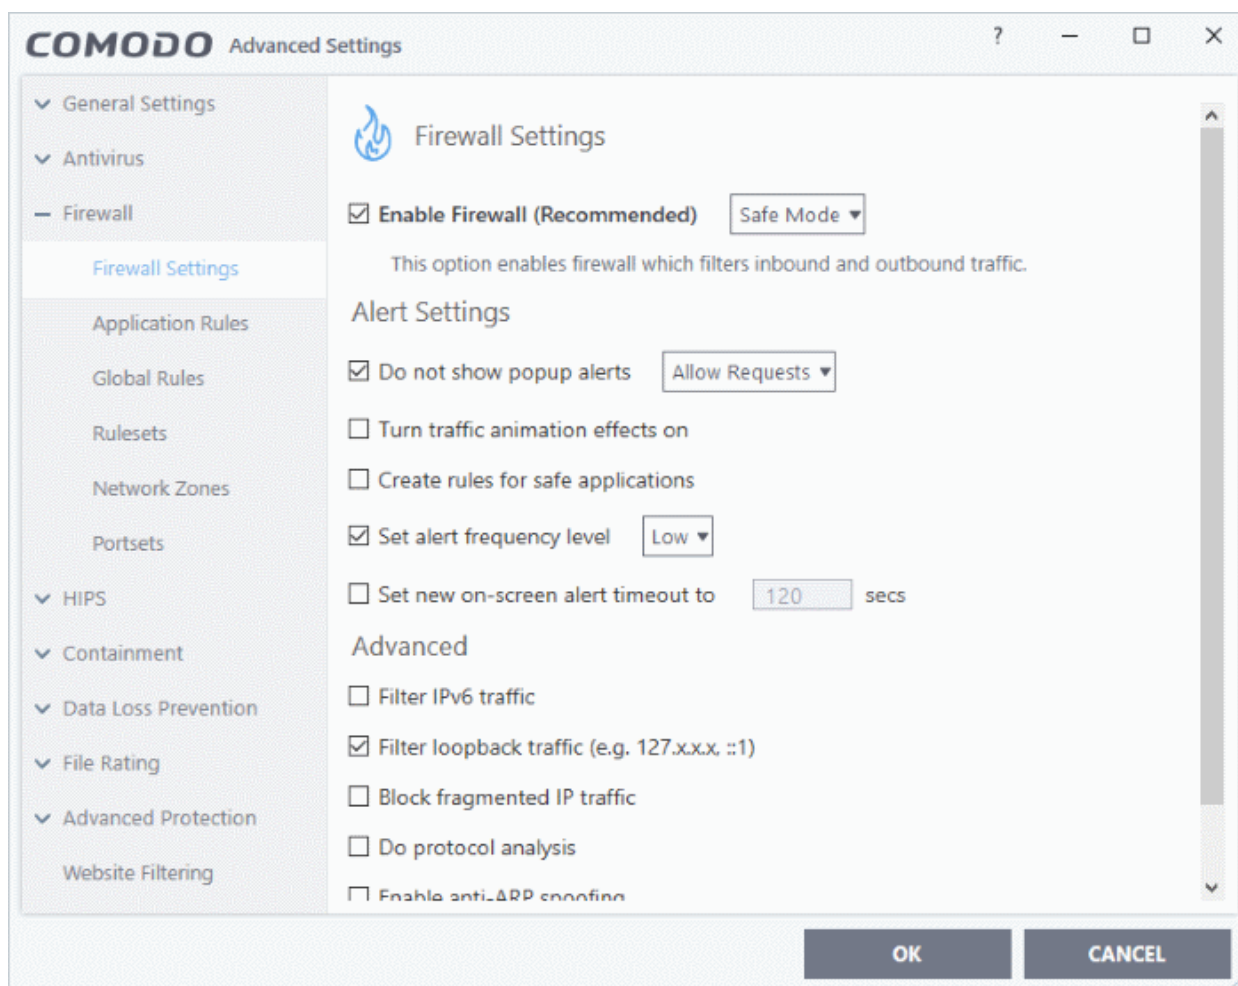 COMODO Advanced Settings ?
General Settings
Antivirus
Firewall
Firewall Settings
Application Rules
Global Rules
Rulesets
Network Zones
Portsets
HIPS
Containment
Data Loss Prevention
File Rating
Advanced Protection
Website Filtering
Firewall Settings
Enable Firewall (Recommended) Safe Mode
This option enables firewall which filters inbound and outbound traffic.
Alert Settings
Do not show popup alerts Allow Requests
Turn traffic animation effects on
Create rules for safe applications
Set alert frequency level Low
Set new on-screen alert timeout to 120 secs
Advanced
Filter IPv6 traffic
Filter loopback traffic (e.g. 127.x.x.x, ::1)
Block fragmented IP traffic
Do protocol analysis
Enable anti-ARP spoofing
OK CANCEL